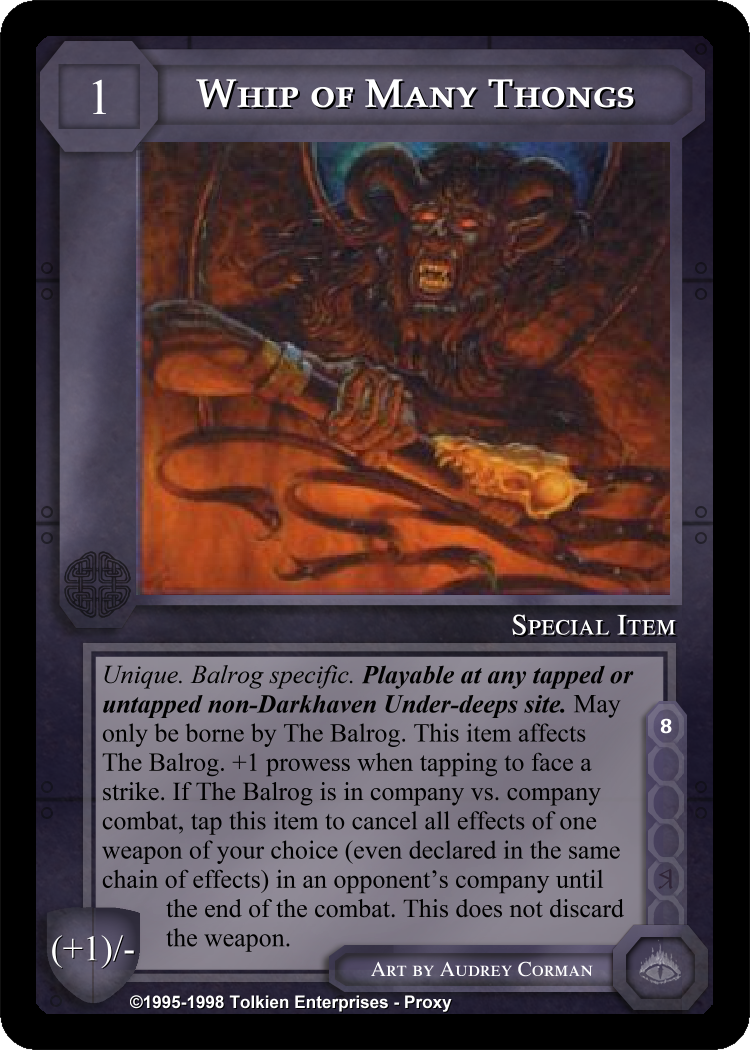 1
Whip of Many Thongs
Special Item
Unique. Balrog specific. Playable at any tapped or
untapped non-Darkhaven Under-deeps site. May
only be borne by The Balrog. This item affects
The Balrog. +1 prowess when tapping to face a
strike. If The Balrog is in company vs. company
combat, tap this item to cancel all effects of one
weapon of your choice (even declared in the same
chain of effects) in an opponent’s company until
the end of the combat. This does not discard
the weapon.
8
(+1)/-
Art by Audrey Corman
©1995-1998 Tolkien Enterprises - Proxy